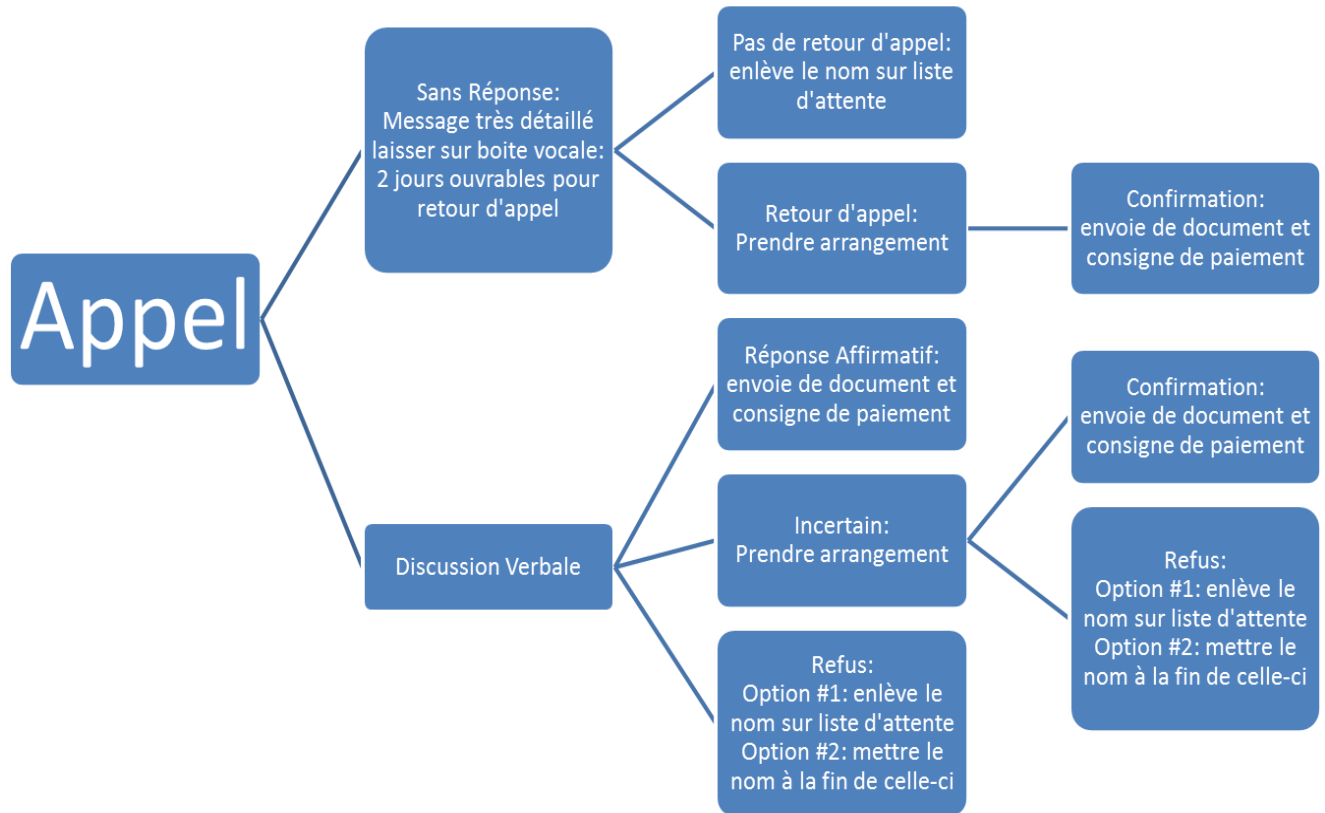 Appel
Sans Réponse:
Message très détaillé
laisser sur boite vocale:
2 jours ouvrables pour
retour d'appel
Pas de retour d'appel:
enlève le nom sur liste
d'attente
Retour d'appel:
Prendre arrangement
Confirmation:
envoie de document et
consigne de paiement
Discussion Verbale
Réponse Affirmatif:
envoie de document et
consigne de paiement
Incertain:
Prendre arrangement
Confirmation:
envoie de document et
consigne de paiement
Refus:
Option #1: enlève le
nom sur liste d'attente
Option #2: mettre le
nom à la fin de celle-ci
Refus:
Option #1: enlève le
nom sur liste d'attente
Option #2: mettre le
nom à la fin de celle-ci